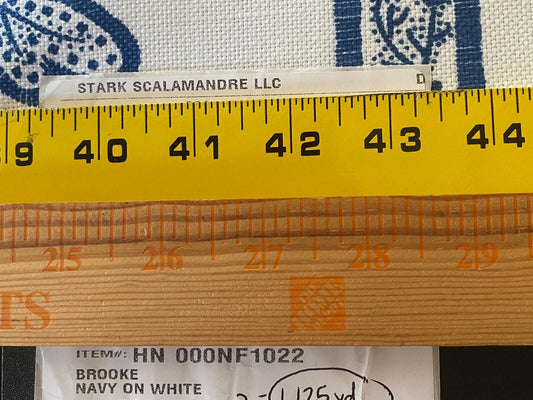 STARK SCALAMANDRE LLC D
9 40 41 42 43 44
25 26 27 28 29
TS
ITEM#: HN 000NF1022
BROOKE
NAVY ON WHITE
1.125 yd